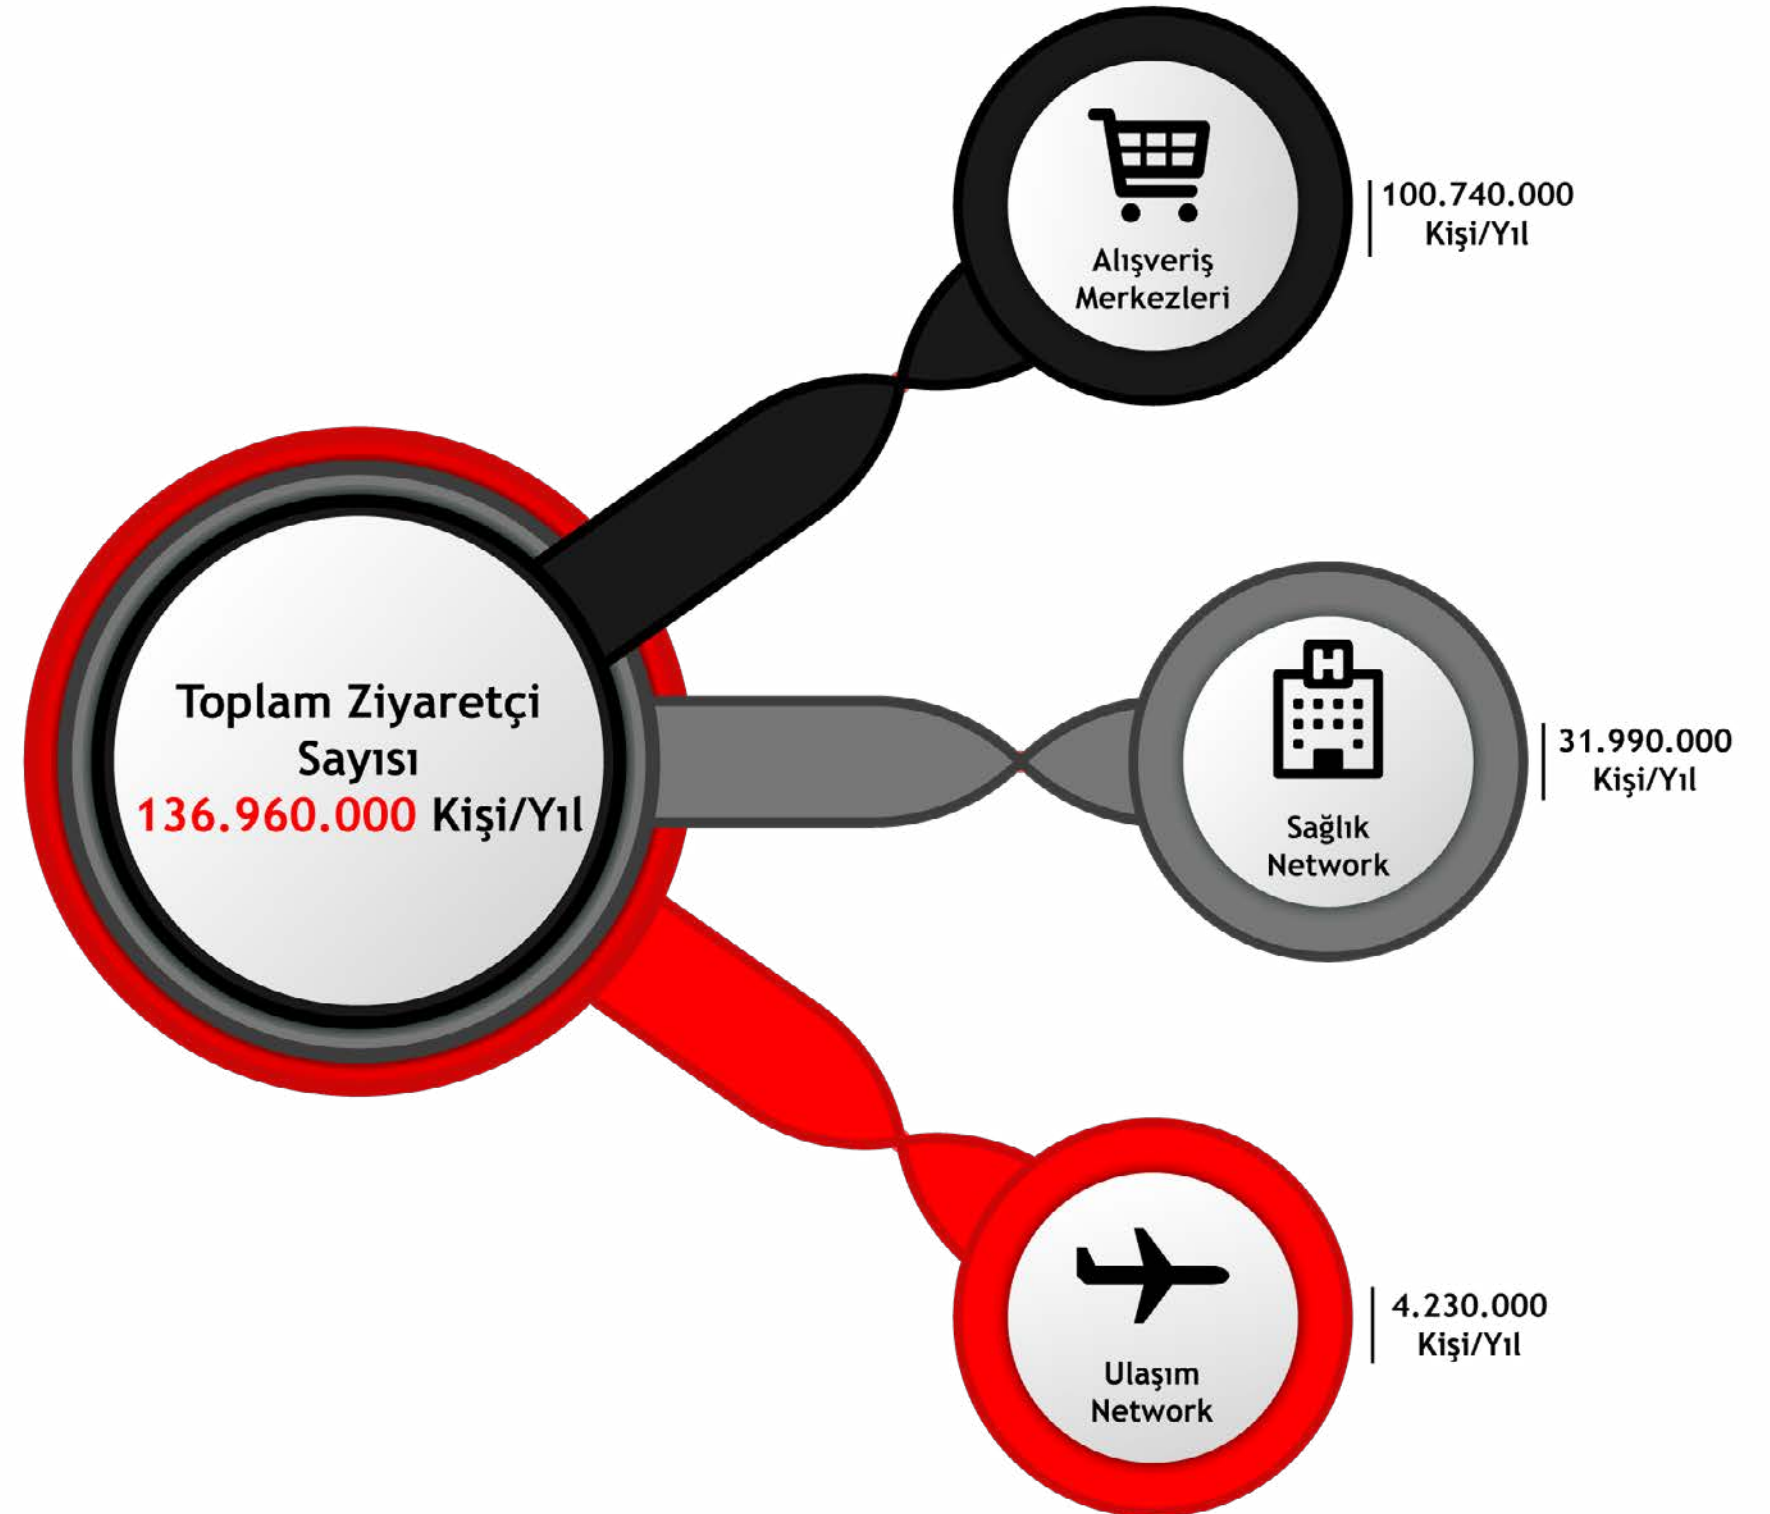 Toplam Ziyaretçi
Sayısı
136.960.000 Kişi/Yıl
Alışveriş
Merkezleri
100.740.000
Kişi/Yıl
H
Sağlık
Network
31.990.000
Kişi/Yıl
Ulaşım
Network
4.230.000
Kişi/Yıl